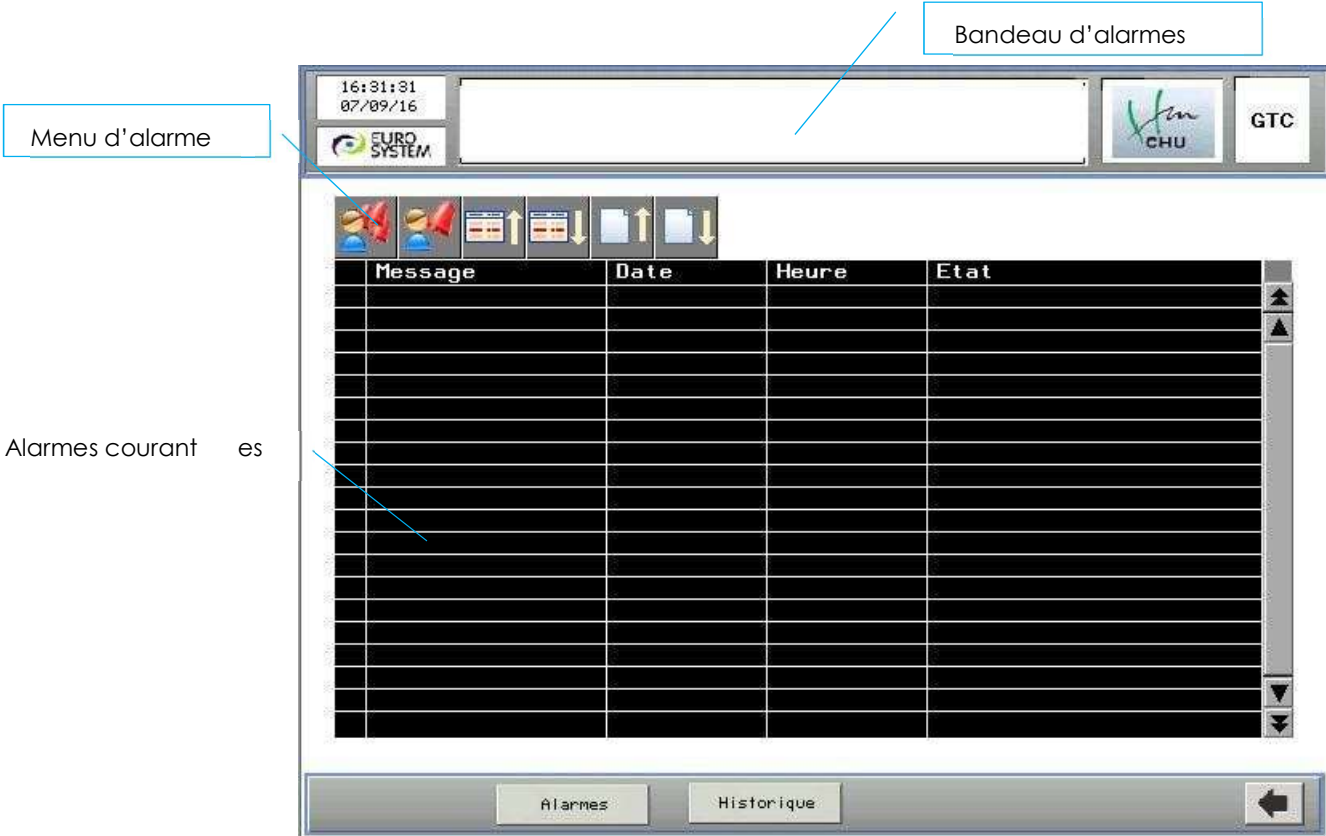 Bandeau d’alarmes
16:31:31
07/09/16
EURO
SYSTEM
CHU
GTC
Menu d’alarme
Message Date Heure Etat
Alarmes courant es
Alarmes Historique